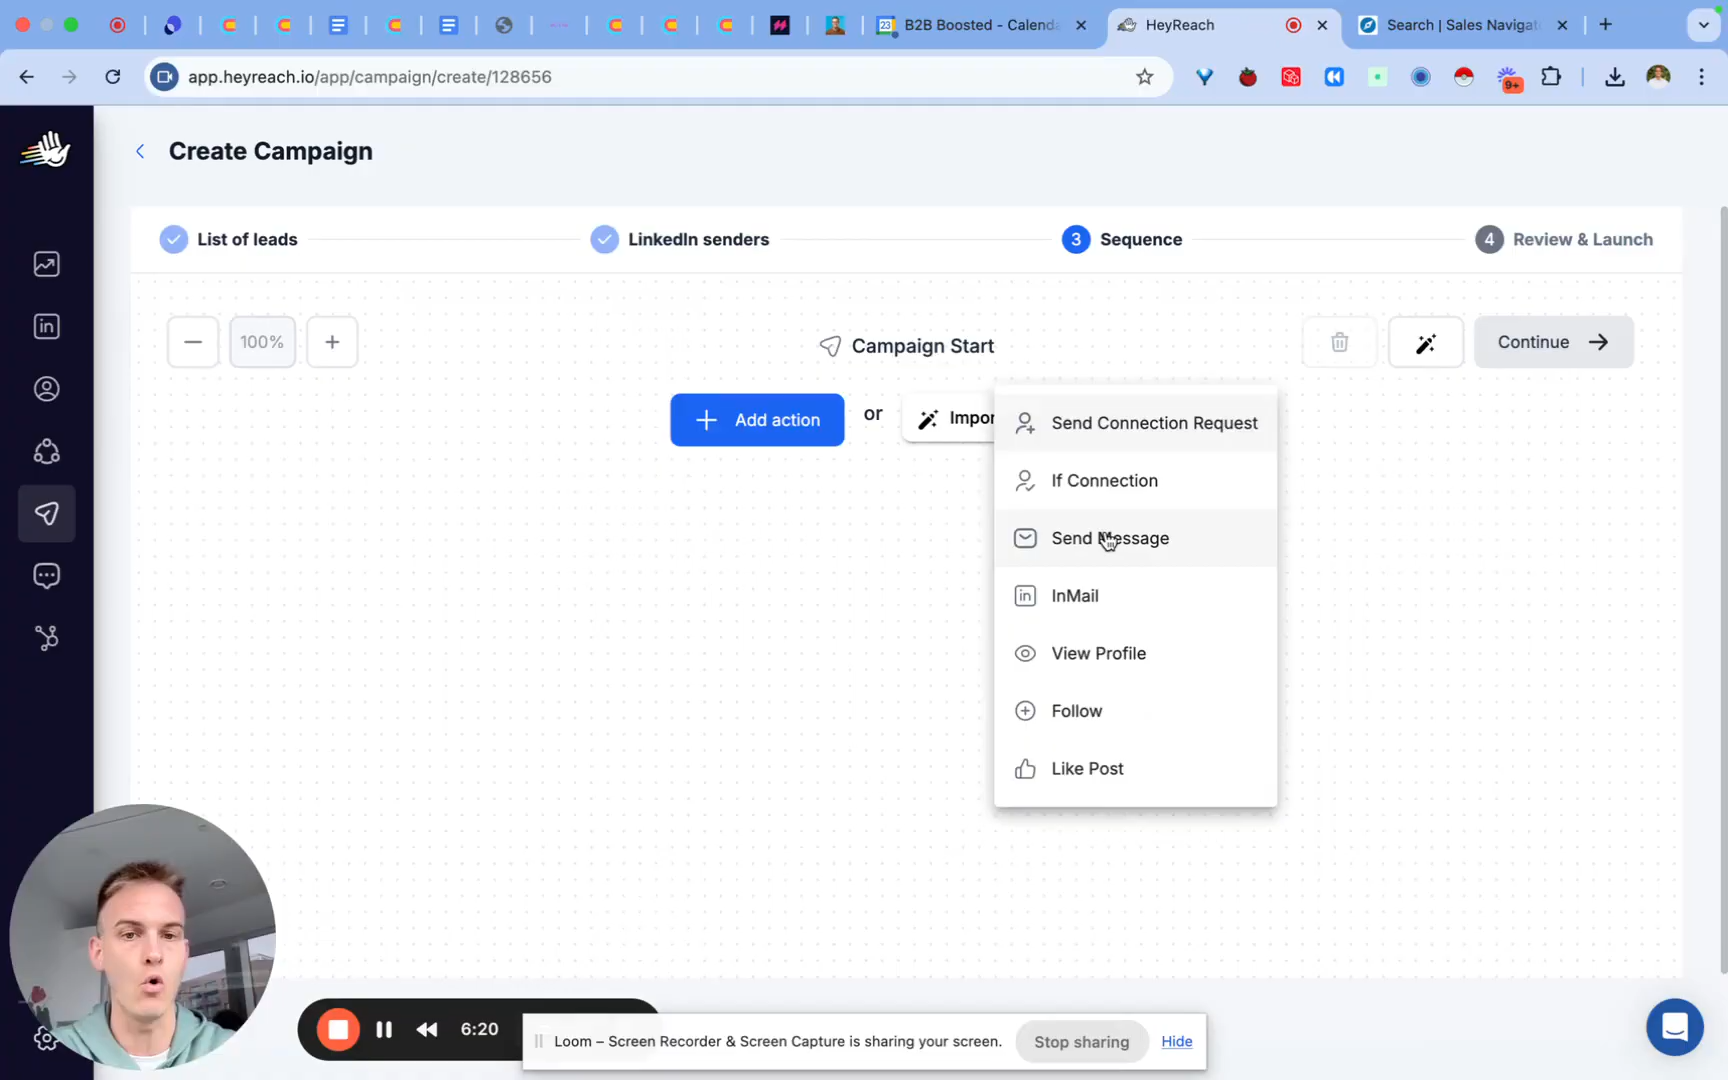 B2B Boosted - Calenda
HeyReach
Search | Sales Navigat
app.heyreach.io/app/campaign/create/128656
9+
Create Campaign
List of leads
LinkedIn senders
3 Sequence
4 Review & Launch
100%
Campaign Start
Continue
Add action
or
Impor
Send Connection Request
If Connection
Send Message
InMail
View Profile
Follow
Like Post
6:20
Loom – Screen Recorder & Screen Capture is sharing your screen.
Stop sharing
Hide